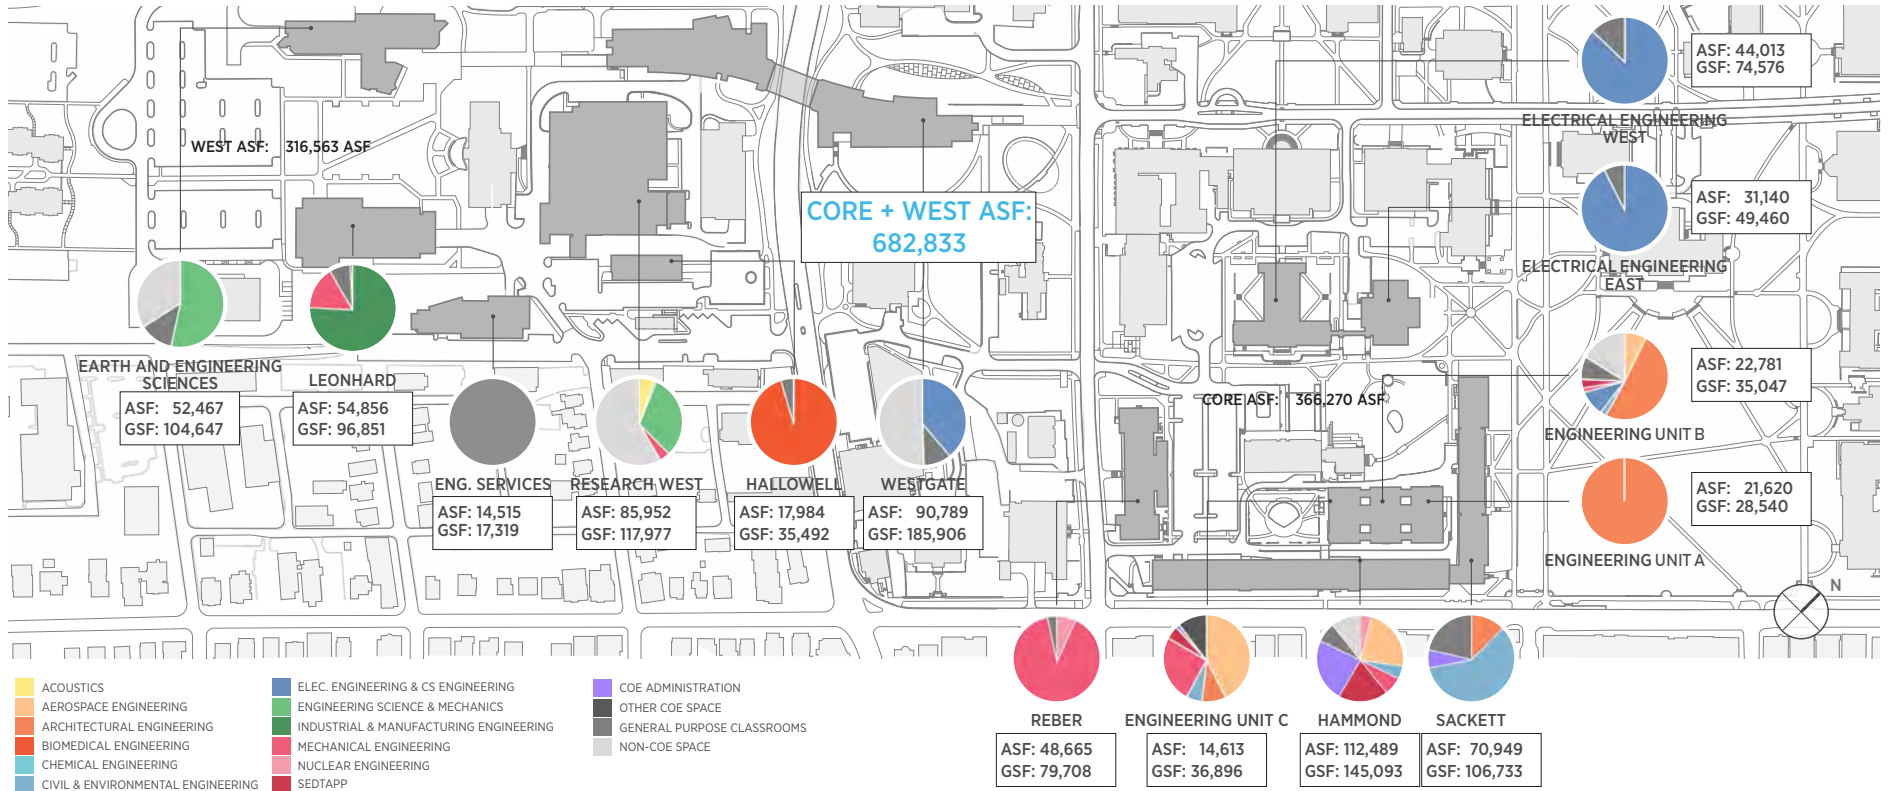 ASF: 44,013
GSF: 74,576
ELECTRICAL ENGINEERING
WEST
WEST ASF: 316,563 ASF
CORE + WEST ASF:
682,833
ASF: 31,140
GSF: 49,460
ELECTRICAL ENGINEERING
EAST
EARTH AND ENGINEERING
SCIENCES
ASF: 52,467
GSF: 104,647
LEONHARD
ASF: 54,856
GSF: 96,851
ASF: 22,781
GSF: 35,047
ENGINEERING UNIT B
CORE ASF: 366,270 ASF
ENG. SERVICES
ASF: 14,515
GSF: 17,319
RESEARCH WEST
ASF: 85,952
GSF: 117,977
HALLOWELL
ASF: 17,984
GSF: 35,492
WESTGATE
ASF: 90,789
GSF: 185,906
ASF: 21,620
GSF: 28,540
ENGINEERING UNIT A
N
REBER
ASF: 48,665
GSF: 79,708
ENGINEERING UNIT C
ASF: 14,613
GSF: 36,896
HAMMOND
ASF: 112,489
GSF: 145,093
SACKETT
ASF: 70,949
GSF: 106,733
ACOUSTICS
AEROSPACE ENGINEERING
ARCHITECTURAL ENGINEERING
BIOMEDICAL ENGINEERING
CHEMICAL ENGINEERING
CIVIL & ENVIRONMENTAL ENGINEERING
ELEC. ENGINEERING & CS ENGINEERING
ENGINEERING SCIENCE & MECHANICS
INDUSTRIAL & MANUFACTURING ENGINEERING
MECHANICAL ENGINEERING
NUCLEAR ENGINEERING
SEDTAPP
COE ADMINISTRATION
OTHER COE SPACE
GENERAL PURPOSE CLASSROOMS
NON-COE SPACE